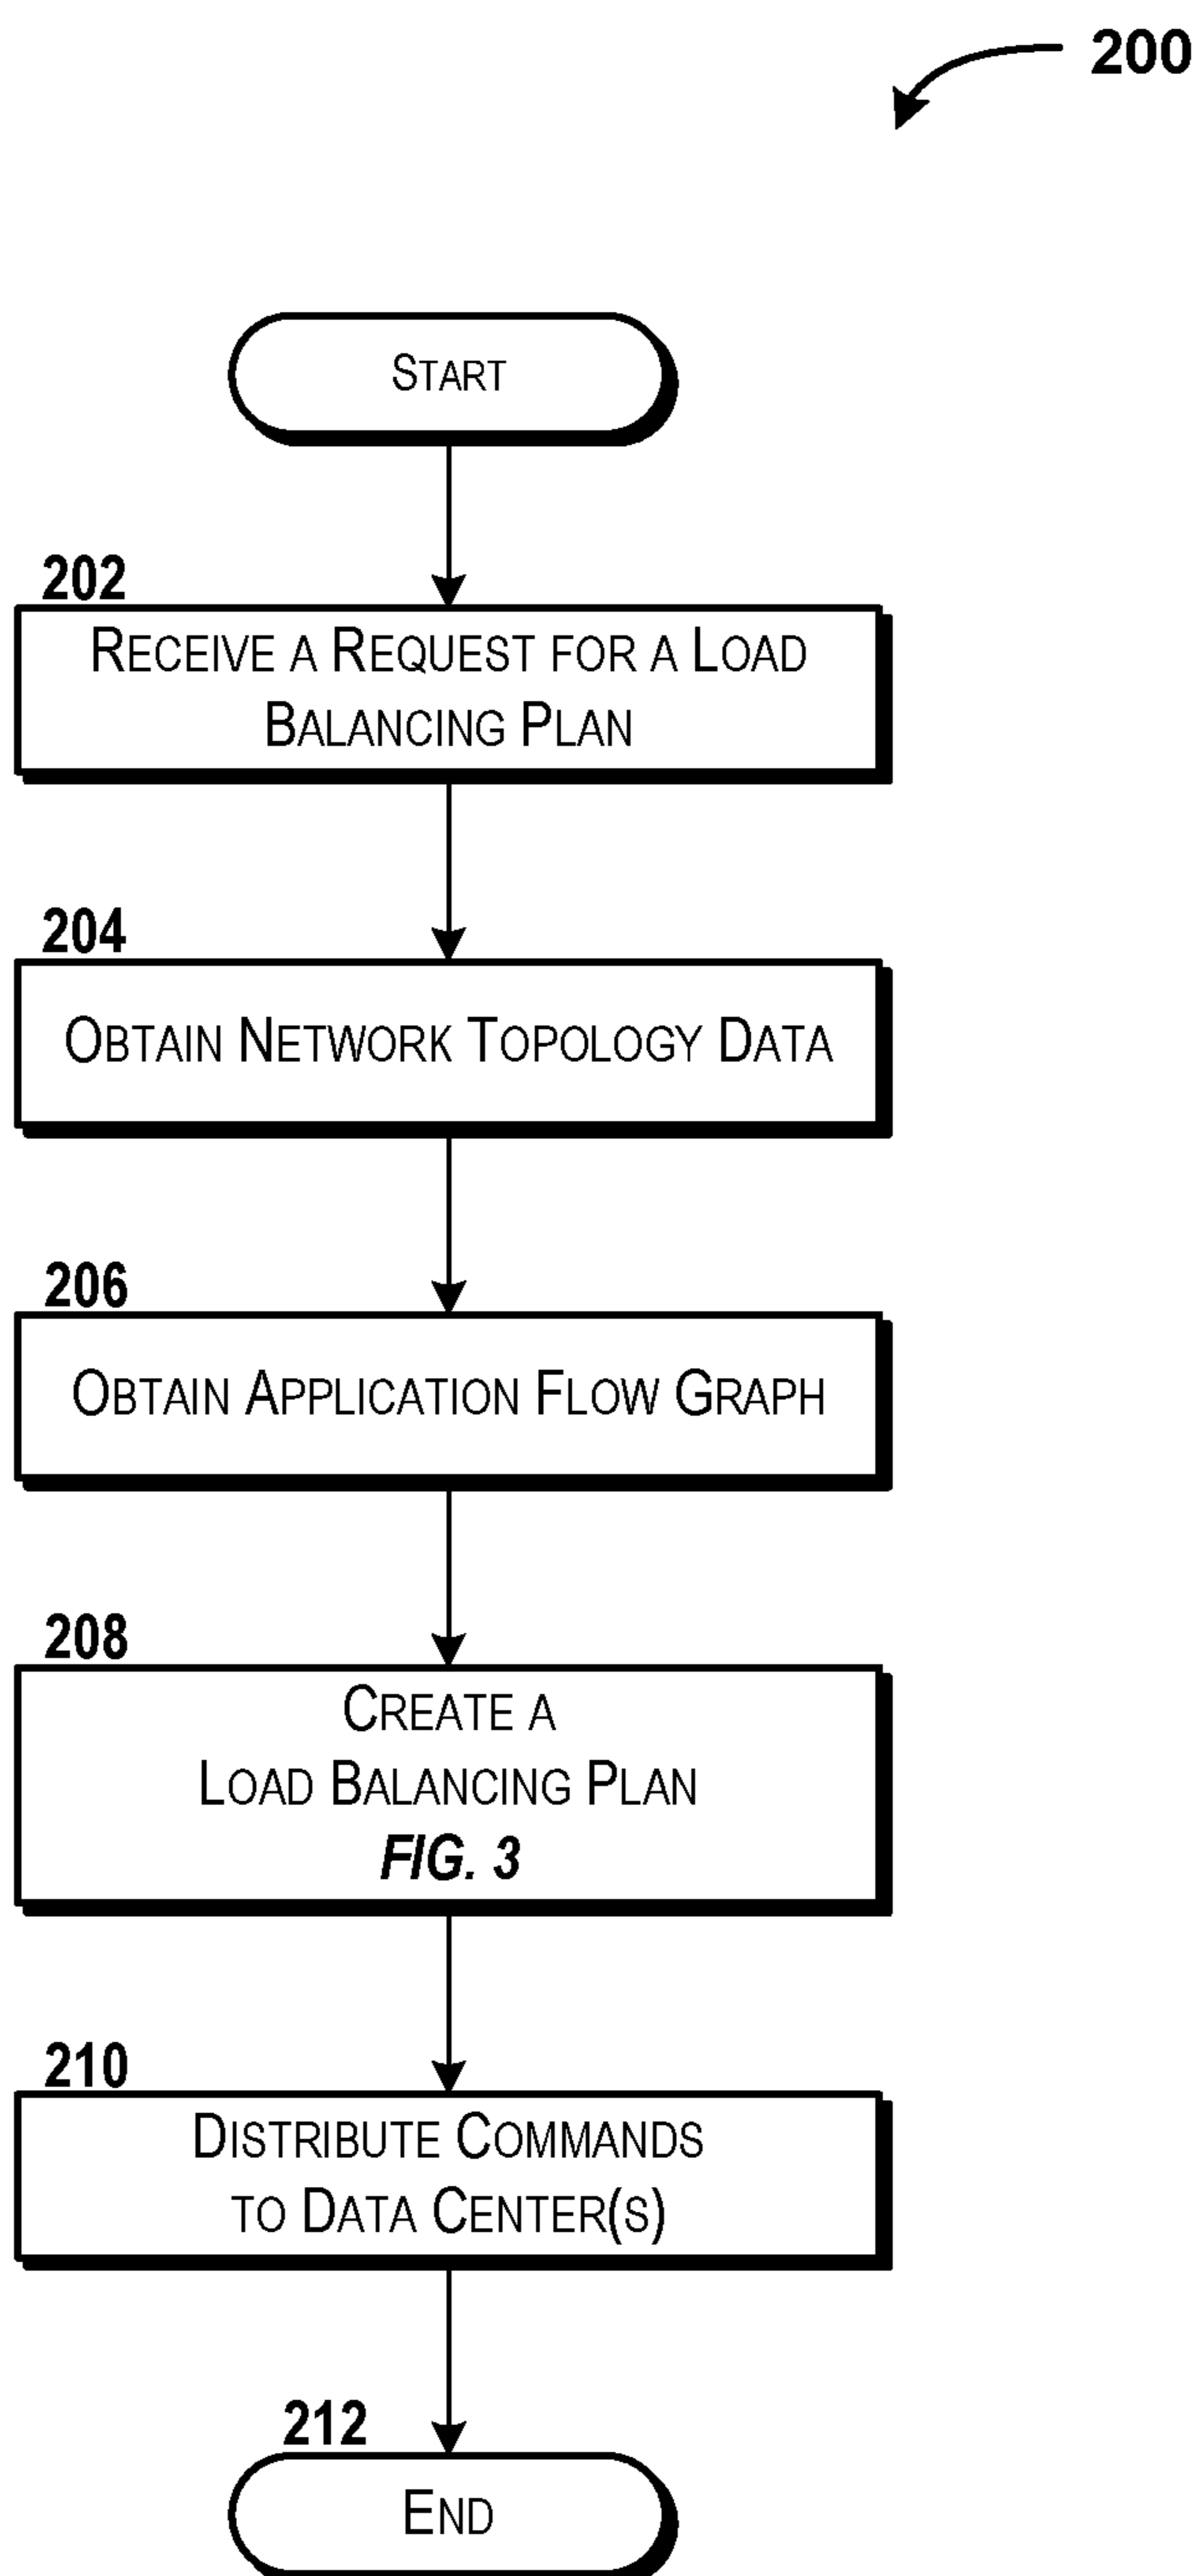 200
START
202
RECEIVE A REQUEST FOR A LOAD
BALANCING PLAN
204
OBTAIN NETWORK TOPOLOGY DATA
206
OBTAIN APPLICATION FLOW GRAPH
208
CREATE A
LOAD BALANCING PLAN
FIG. 3
210
DISTRIBUTE COMMANDS
TO DATA CENTER(S)
212
END